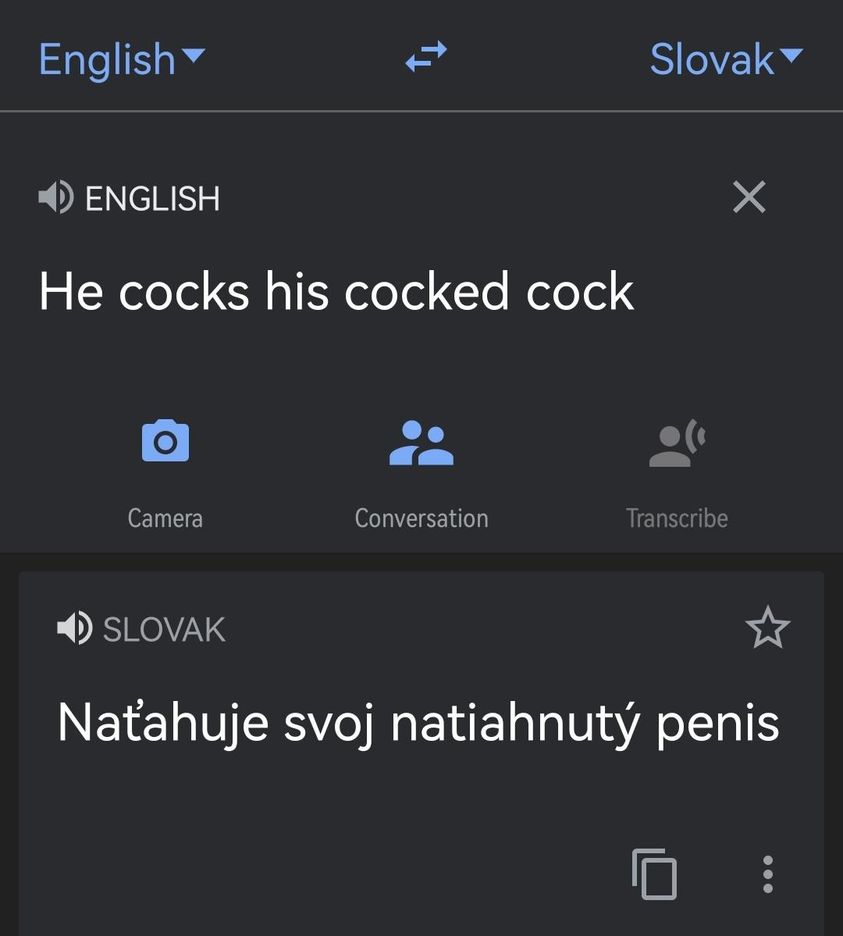 English Slovak
ENGLISH
He cocks his cocked cock
Camera Conversation Transcribe
SLOVAK
Naťahuje svoj natiahnutý penis